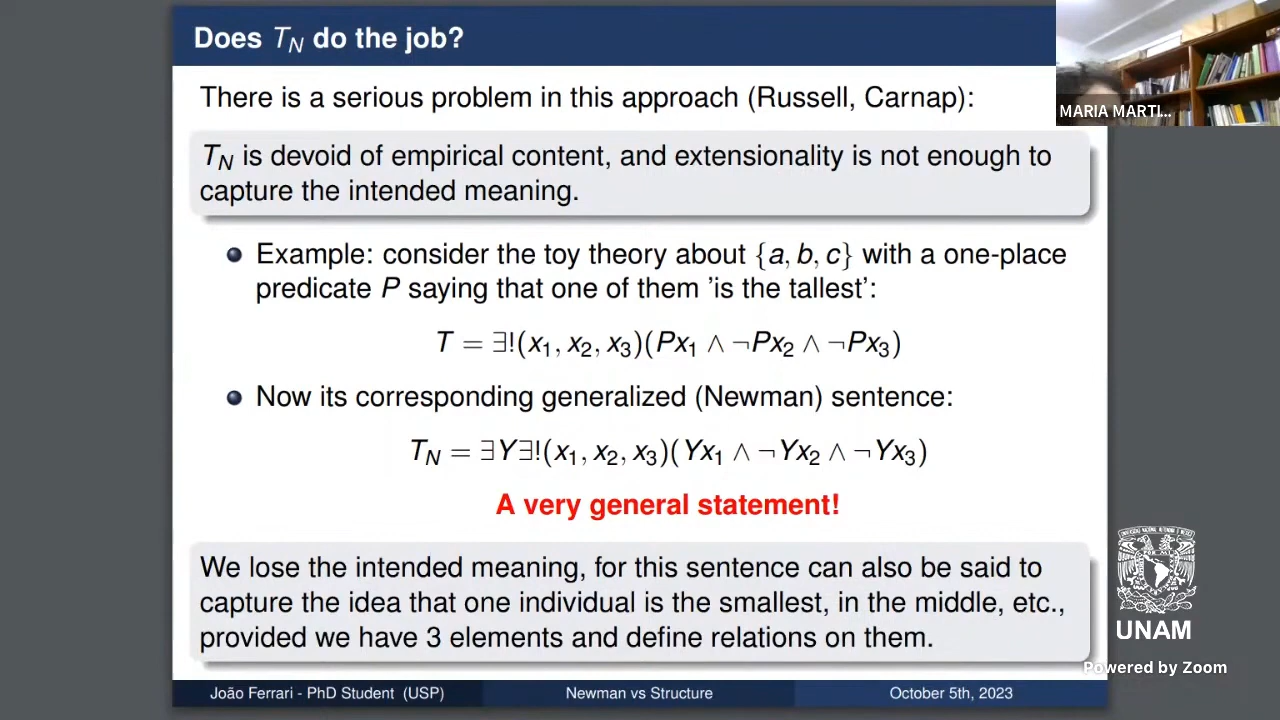 Does T_N do the job?
There is a serious problem in this approach (Russell, Carnap):
MARIA MARTI...
T_N is devoid of empirical content, and extensionality is not enough to
capture the intended meaning.
Example: consider the toy theory about {a, b, c} with a one-place
predicate P saying that one of them 'is the tallest':
T = ∃!(x₁, x₂, x₃)(Px₁ ∧ ¬Px₂ ∧ ¬Px₃)
Now its corresponding generalized (Newman) sentence:
T_N = ∃Y∃!(x₁, x₂, x₃)(Yx₁ ∧ ¬Yx₂ ∧ ¬Yx₃)
A very general statement!
We lose the intended meaning, for this sentence can also be said to
capture the idea that one individual is the smallest, in the middle, etc.,
provided we have 3 elements and define relations on them.
UNAM
Powered by Zoom
João Ferrari - PhD Student (USP)
Newman vs Structure
October 5th, 2023